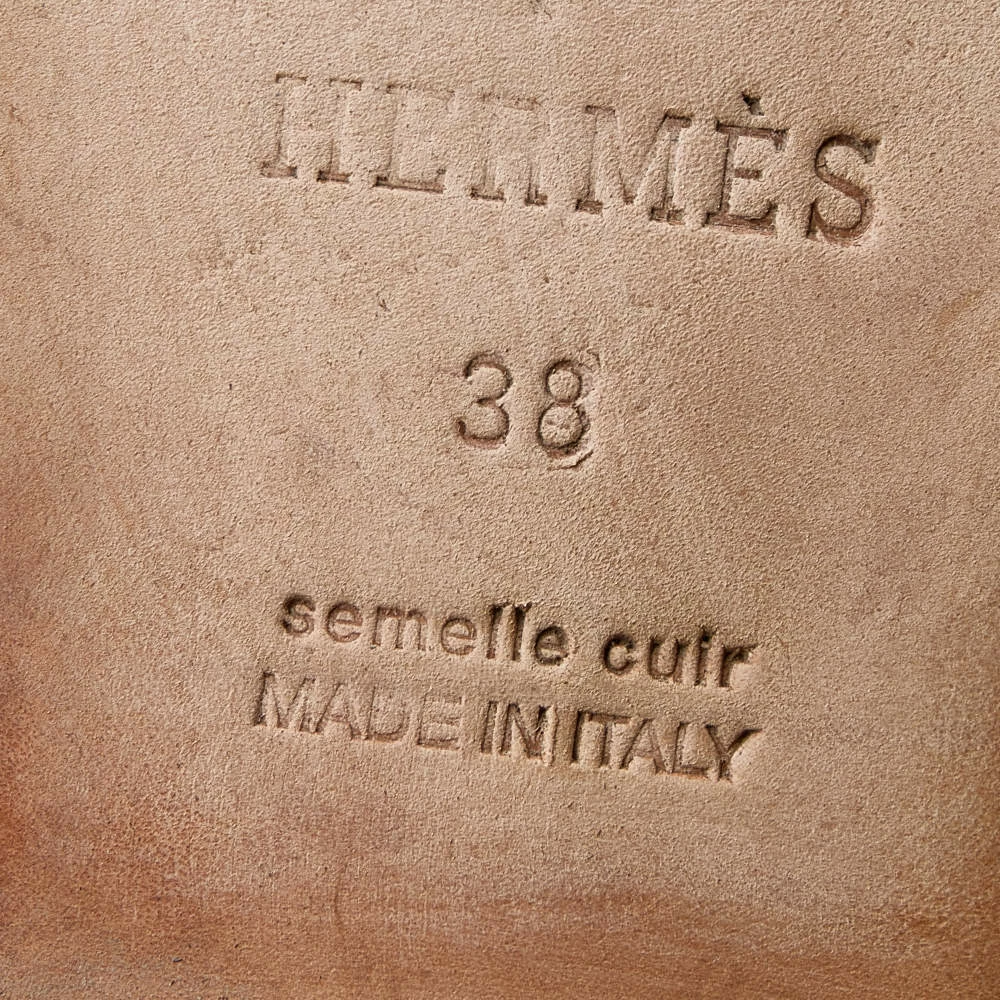 HERMÈS
38
semelle cuir
MADE IN ITALY